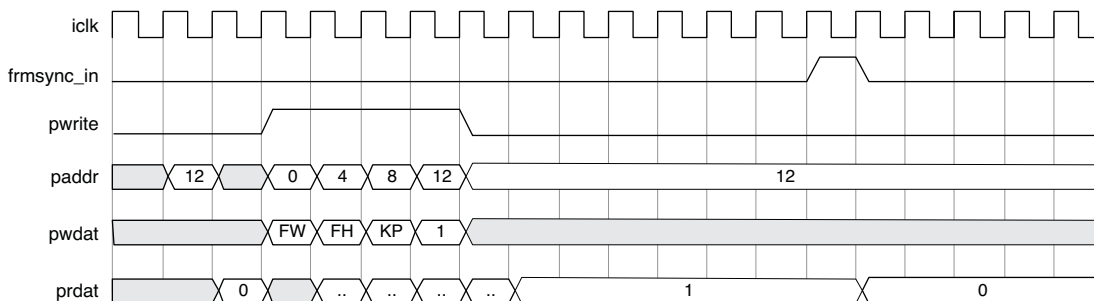 iclk
frmsync_in
pwrite
paddr 12 0 4 8 12 12
pwdat FW FH KP 1
prdat 0 .. .. .. .. 1 0